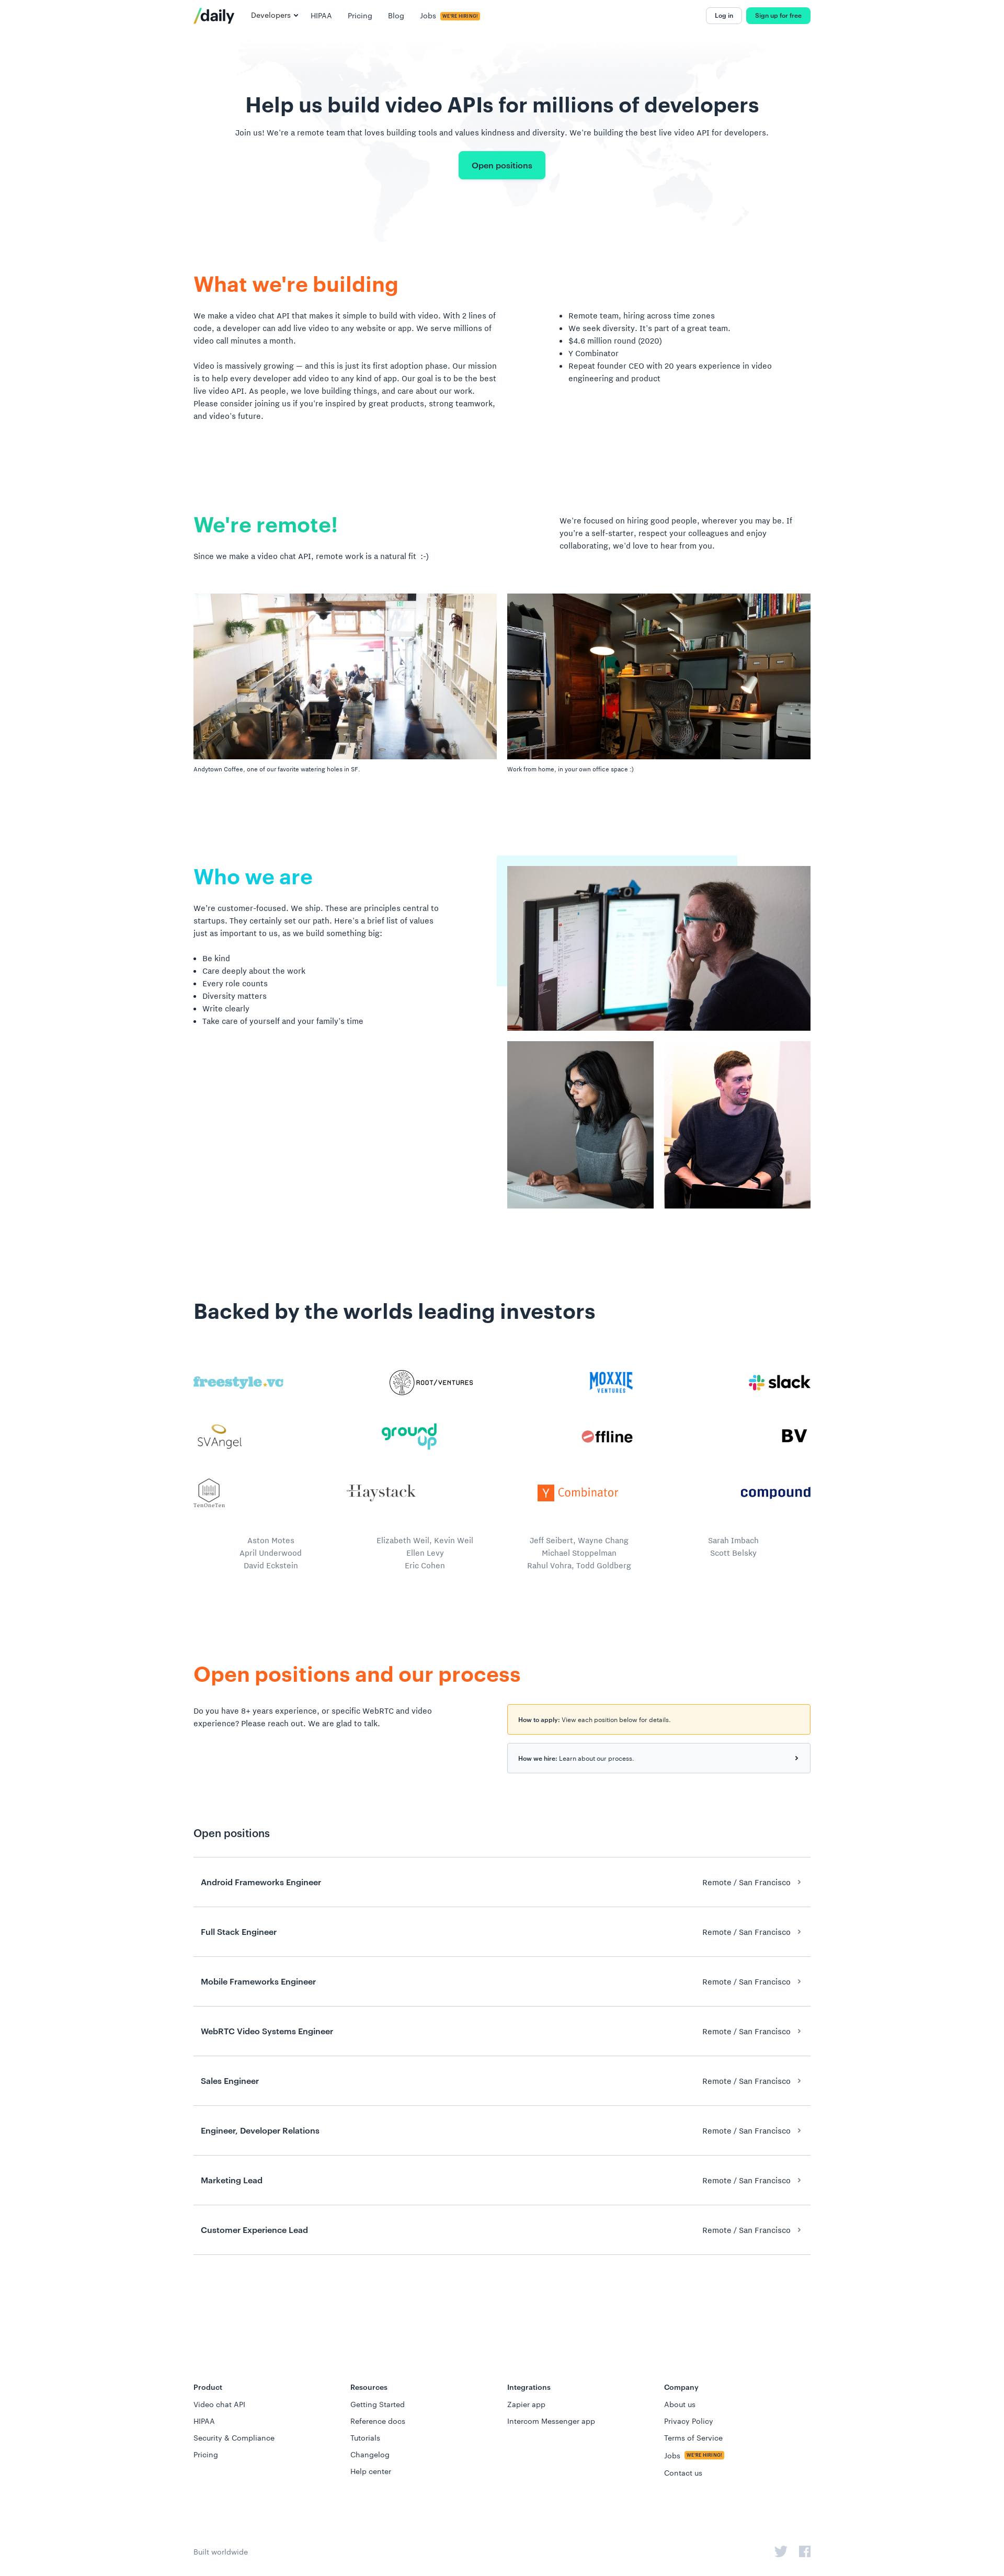 /daily
Developers
HIPAA
Pricing
Blog
Jobs
WE'RE HIRING!
Log in
Sign up for free
Help us build video APIs for millions of developers
Join us! We're a remote team that loves building tools and values kindness and diversity. We're building the best live video API for developers.
Open positions
What we're building
We make a video chat API that makes it simple to build with video. With 2 lines of
code, a developer can add live video to any website or app. We serve millions of
video call minutes a month.
Video is massively growing — and this is just its first adoption phase. Our mission
is to help every developer add video to any kind of app. Our goal is to be the best
live video API. As people, we love building things, and care about our work.
Please consider joining us if you're inspired by great products, strong teamwork,
and video's future.
Remote team, hiring across time zones
We seek diversity. It's part of a great team.
$4.6 million round (2020)
Y Combinator
Repeat founder CEO with 20 years experience in video
engineering and product
We're remote!
Since we make a video chat API, remote work is a natural fit :-)
We're focused on hiring good people, wherever you may be. If
you're a self-starter, respect your colleagues and enjoy
collaborating, we'd love to hear from you.
Andytown Coffee, one of our favorite watering holes in SF.
Work from home, in your own office space :)
Who we are
We're customer-focused. We ship. These are principles central to
startups. They certainly set our path. Here's a brief list of values
just as important to us, as we build something big:
Be kind
Care deeply about the work
Every role counts
Diversity matters
Write clearly
Take care of yourself and your family's time
Backed by the worlds leading investors
freestyle.vc
ROOT/VENTURES
MOXXIE
VENTURES
slack
SVAngel
ground
up
offline
BV
TenOneTen
Haystack
Y Combinator
compound
Aston Motes
April Underwood
David Eckstein
Elizabeth Weil, Kevin Weil
Ellen Levy
Eric Cohen
Jeff Seibert, Wayne Chang
Michael Stoppelman
Rahul Vohra, Todd Goldberg
Sarah Imbach
Scott Belsky
Open positions and our process
Do you have 8+ years experience, or specific WebRTC and video
experience? Please reach out. We are glad to talk.
How to apply: View each position below for details.
How we hire: Learn about our process.
Open positions
Android Frameworks Engineer
Remote / San Francisco
Full Stack Engineer
Remote / San Francisco
Mobile Frameworks Engineer
Remote / San Francisco
WebRTC Video Systems Engineer
Remote / San Francisco
Sales Engineer
Remote / San Francisco
Engineer, Developer Relations
Remote / San Francisco
Marketing Lead
Remote / San Francisco
Customer Experience Lead
Remote / San Francisco
Product
Video chat API
HIPAA
Security & Compliance
Pricing
Resources
Getting Started
Reference docs
Tutorials
Changelog
Help center
Integrations
Zapier app
Intercom Messenger app
Company
About us
Privacy Policy
Terms of Service
Jobs
WE'RE HIRING!
Contact us
Built worldwide